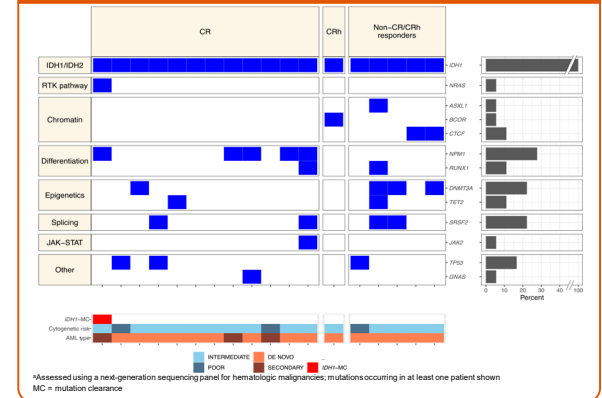 CR
CRh
Non−CR/CRh
responders
IDH1/IDH2
IDH1
RTK pathway
NRAS
Chromatin
ASXL1
BCOR
CTCF
Differentiation
NPM1
RUNX1
Epigenetics
DNMT3A
TET2
Splicing
SRSF2
JAK−STAT
JAK2
Other
TP53
GNAS
0 10 20 30 40 100
Percent
IDH1−MC
Cytogenetic risk
AML type
INTERMEDIATE DE NOVO
POOR SECONDARY IDH1−MC
ᵃAssessed using a next-generation sequencing panel for hematologic malignancies; mutations occurring in at least one patient shown
MC = mutation clearance